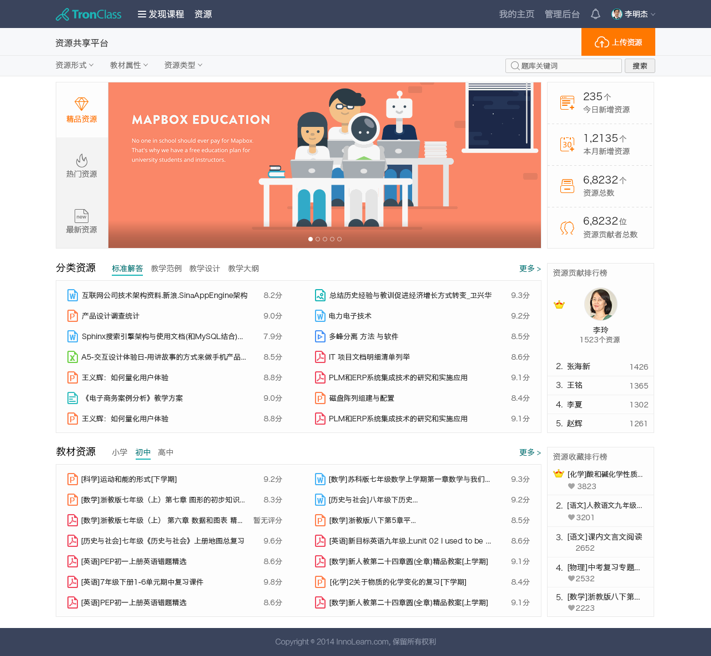 TronClass
发现课程 资源 我的主页 管理后台 李明杰
资源共享平台 上传资源
资源形式 教材属性 资源类型 题库关键词 搜索
精品资源
热门资源
new
最新资源
MAPBOX EDUCATION
No one in school should ever pay for Mapbox
That's why we have a free education plan for
university students and instructors.
235个
今日新增资源
30
1,2135个
本月新增资源
6,8232个
资源总数
6,8232位
资源贡献者总数
分类资源 标准解答 教学范例 教学设计 教学大纲 更多 >
互联网公司技术架构资料.新浪.SinaAppEngine架构 8.2分
总结历史经验与教训促进经济增长方式转变_卫兴华 9.3分
产品设计调查统计 9.0分
电力电子技术 9.2分
Sphinx搜索引擎构与使用文档(和MySQL结合)... 7.9分
多峰分离 方法 与软件 8.5分
A5-交互设计体验日-用讲故事的方式来做手机产品... 8.5分
IT 项目文档明细清单列举 8.6分
王义辉：如何量化用户体验 8.8分
PLM和ERP系统集成技术的研究和实施应用 9.1分
《电子商务案例分析》教学方案 9.0分
磁盘阵列组建与配置 8.4分
王义辉：如何量化用户体验 8.8分
PLM和ERP系统集成技术的研究和实施应用 9.1分
资源贡献排行榜
李玲
1523个资源
2. 张海新 1426
3. 王铭 1365
4. 李夏 1302
5. 赵辉 1261
教材资源 小学 初中 高中 更多 >
[科学]运动和能的形式[下学期] 9.2分
[数学]苏科版七年级数学上学期第一章数学与我们... 9.3分
[数学]浙教版七年级（上）第七章 图形的初步知识... 8.3分
[历史与社会]八年级下历史... 9.2分
[数学]浙教版七年级（上） 第六章 数据和图表 精... 暂无评分
[数学]浙教版八下第5章平... 8.5分
[历史与社会]七年级《历史与社会》上册地图总复习 9.6分
[英语]新目标英语九年级上unit 02 I used to be ... 8.6分
[英语]PEP初一上册英语错题精选 8.6分
[数学]新人教第二十四章圆(全章)精品教案[上学期] 9.1分
[英语]7年级下册1-6单元期中复习课件 9.8分
[化学]2关于物质的化学变化的复习[下学期] 8.4分
[英语]PEP初一上册英语错题精选 8.6分
[数学]新人教第二十四章圆(全章)精品教案[上学期] 9.1分
资源收藏排行榜
[化学]酸和碱化学性质...
3823
2. [语文]人教语文九年级...
3201
3. [语文]课内文言文阅读
2652
4. [物理]中考复习专题...
2532
5. [数学]浙教版八下第...
2223
Copyright © 2014 InnoLearn.com, 保留所有权利